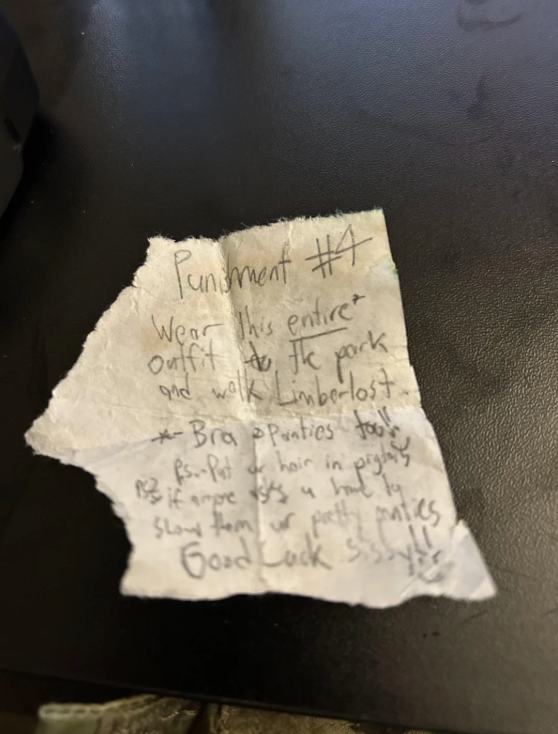 Punishment #4
Wear this entire*
outfit to the park
and walk Limberlost.
*- Bra & Panties too!!
Ps.- Put ur hair in pigtails
PS2 if anyone asks u have to
show them ur pretty panties
Good Luck Sissy!!